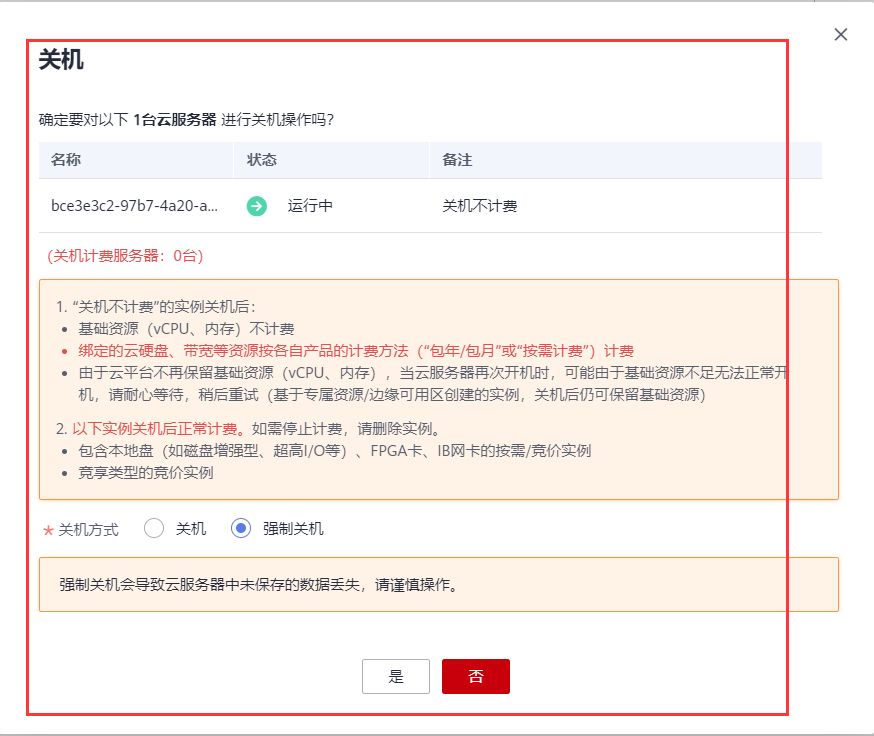 关机
确定要对以下 1台云服务器 进行关机操作吗?
名称 状态 备注
bce3e3c2-97b7-4a20-a... 运行中 关机不计费
(关机计费服务器：0台)
1. “关机不计费”的实例关机后：
• 基础资源（vCPU、内存）不计费
• 绑定的云硬盘、带宽等资源按各自产品的计费方法（“包年/包月”或“按需计费”）计费
• 由于云平台不再保留基础资源（vCPU、内存）, 当云服务器再次开机时，可能由于基础资源不足无法正常开
机，请耐心等待，稍后重试（基于专属资源/边缘可用区创建的实例，关机后仍可保留基础资源）
2. 以下实例关机后正常计费。如需停止计费，请删除实例。
• 包含本地盘（如磁盘增强型、超高I/O等）、FPGA卡、IB网卡的按需/竞价实例
• 竞享类型的竞价实例
* 关机方式 关机 强制关机
强制关机会导致云服务器中未保存的数据丢失，请谨慎操作。
是 否